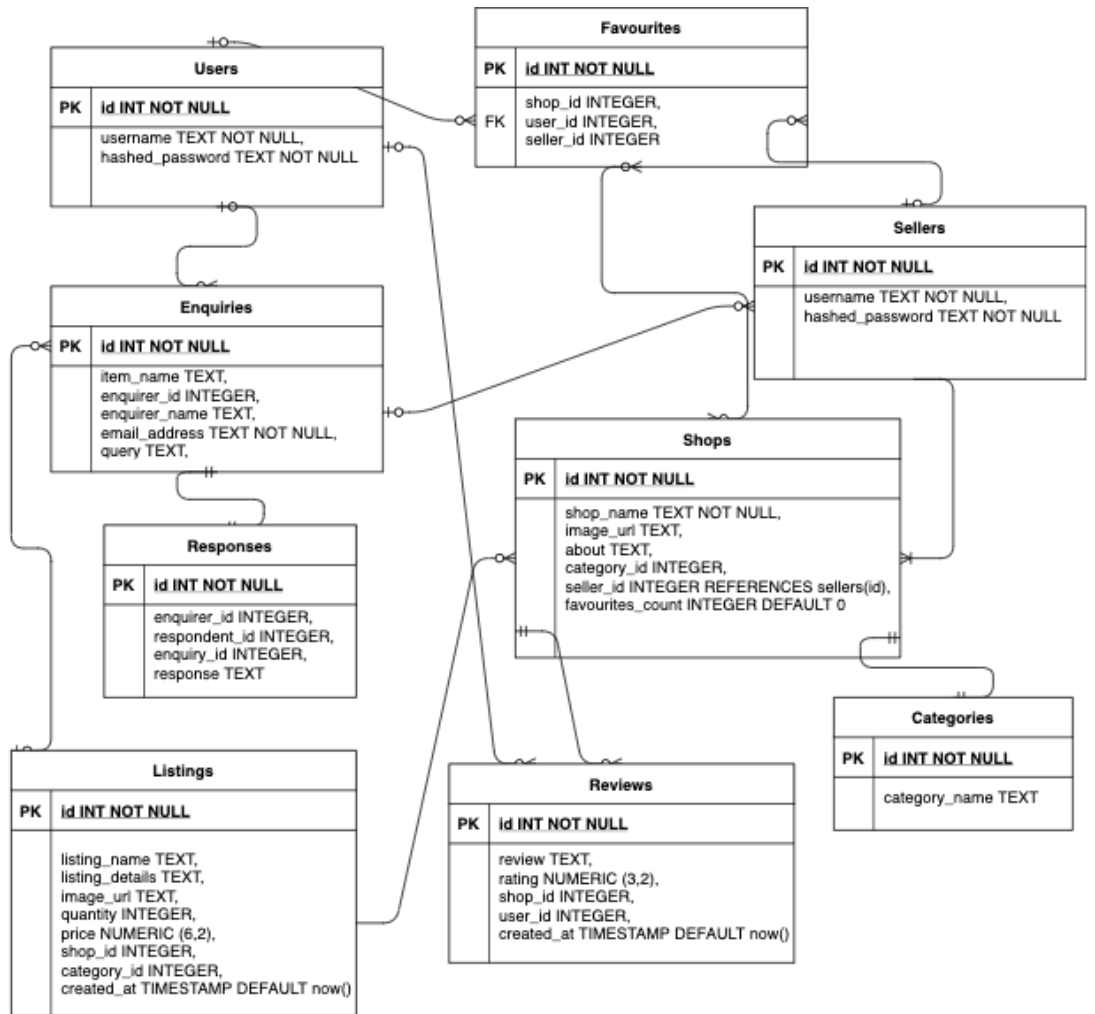 Favourites
PK id INT NOT NULL
FK
shop_id INTEGER,
user_id INTEGER,
seller_id INTEGER
Users
PK id INT NOT NULL
username TEXT NOT NULL,
hashed_password TEXT NOT NULL
Sellers
PK id INT NOT NULL
username TEXT NOT NULL,
hashed_password TEXT NOT NULL
Enquiries
PK id INT NOT NULL
item_name TEXT,
enquirer_id INTEGER,
enquirer_name TEXT,
email_address TEXT NOT NULL,
query TEXT,
Shops
PK id INT NOT NULL
shop_name TEXT NOT NULL,
image_url TEXT,
about TEXT,
category_id INTEGER,
seller_id INTEGER REFERENCES sellers(id),
favourites_count INTEGER DEFAULT 0
Responses
PK id INT NOT NULL
enquirer_id INTEGER,
respondent_id INTEGER,
enquiry_id INTEGER,
response TEXT
Categories
PK id INT NOT NULL
category_name TEXT
Listings
PK id INT NOT NULL
listing_name TEXT,
listing_details TEXT,
image_url TEXT,
quantity INTEGER,
price NUMERIC (6,2),
shop_id INTEGER,
category_id INTEGER,
created_at TIMESTAMP DEFAULT now()
Reviews
PK id INT NOT NULL
review TEXT,
rating NUMERIC (3,2),
shop_id INTEGER,
user_id INTEGER,
created_at TIMESTAMP DEFAULT now()